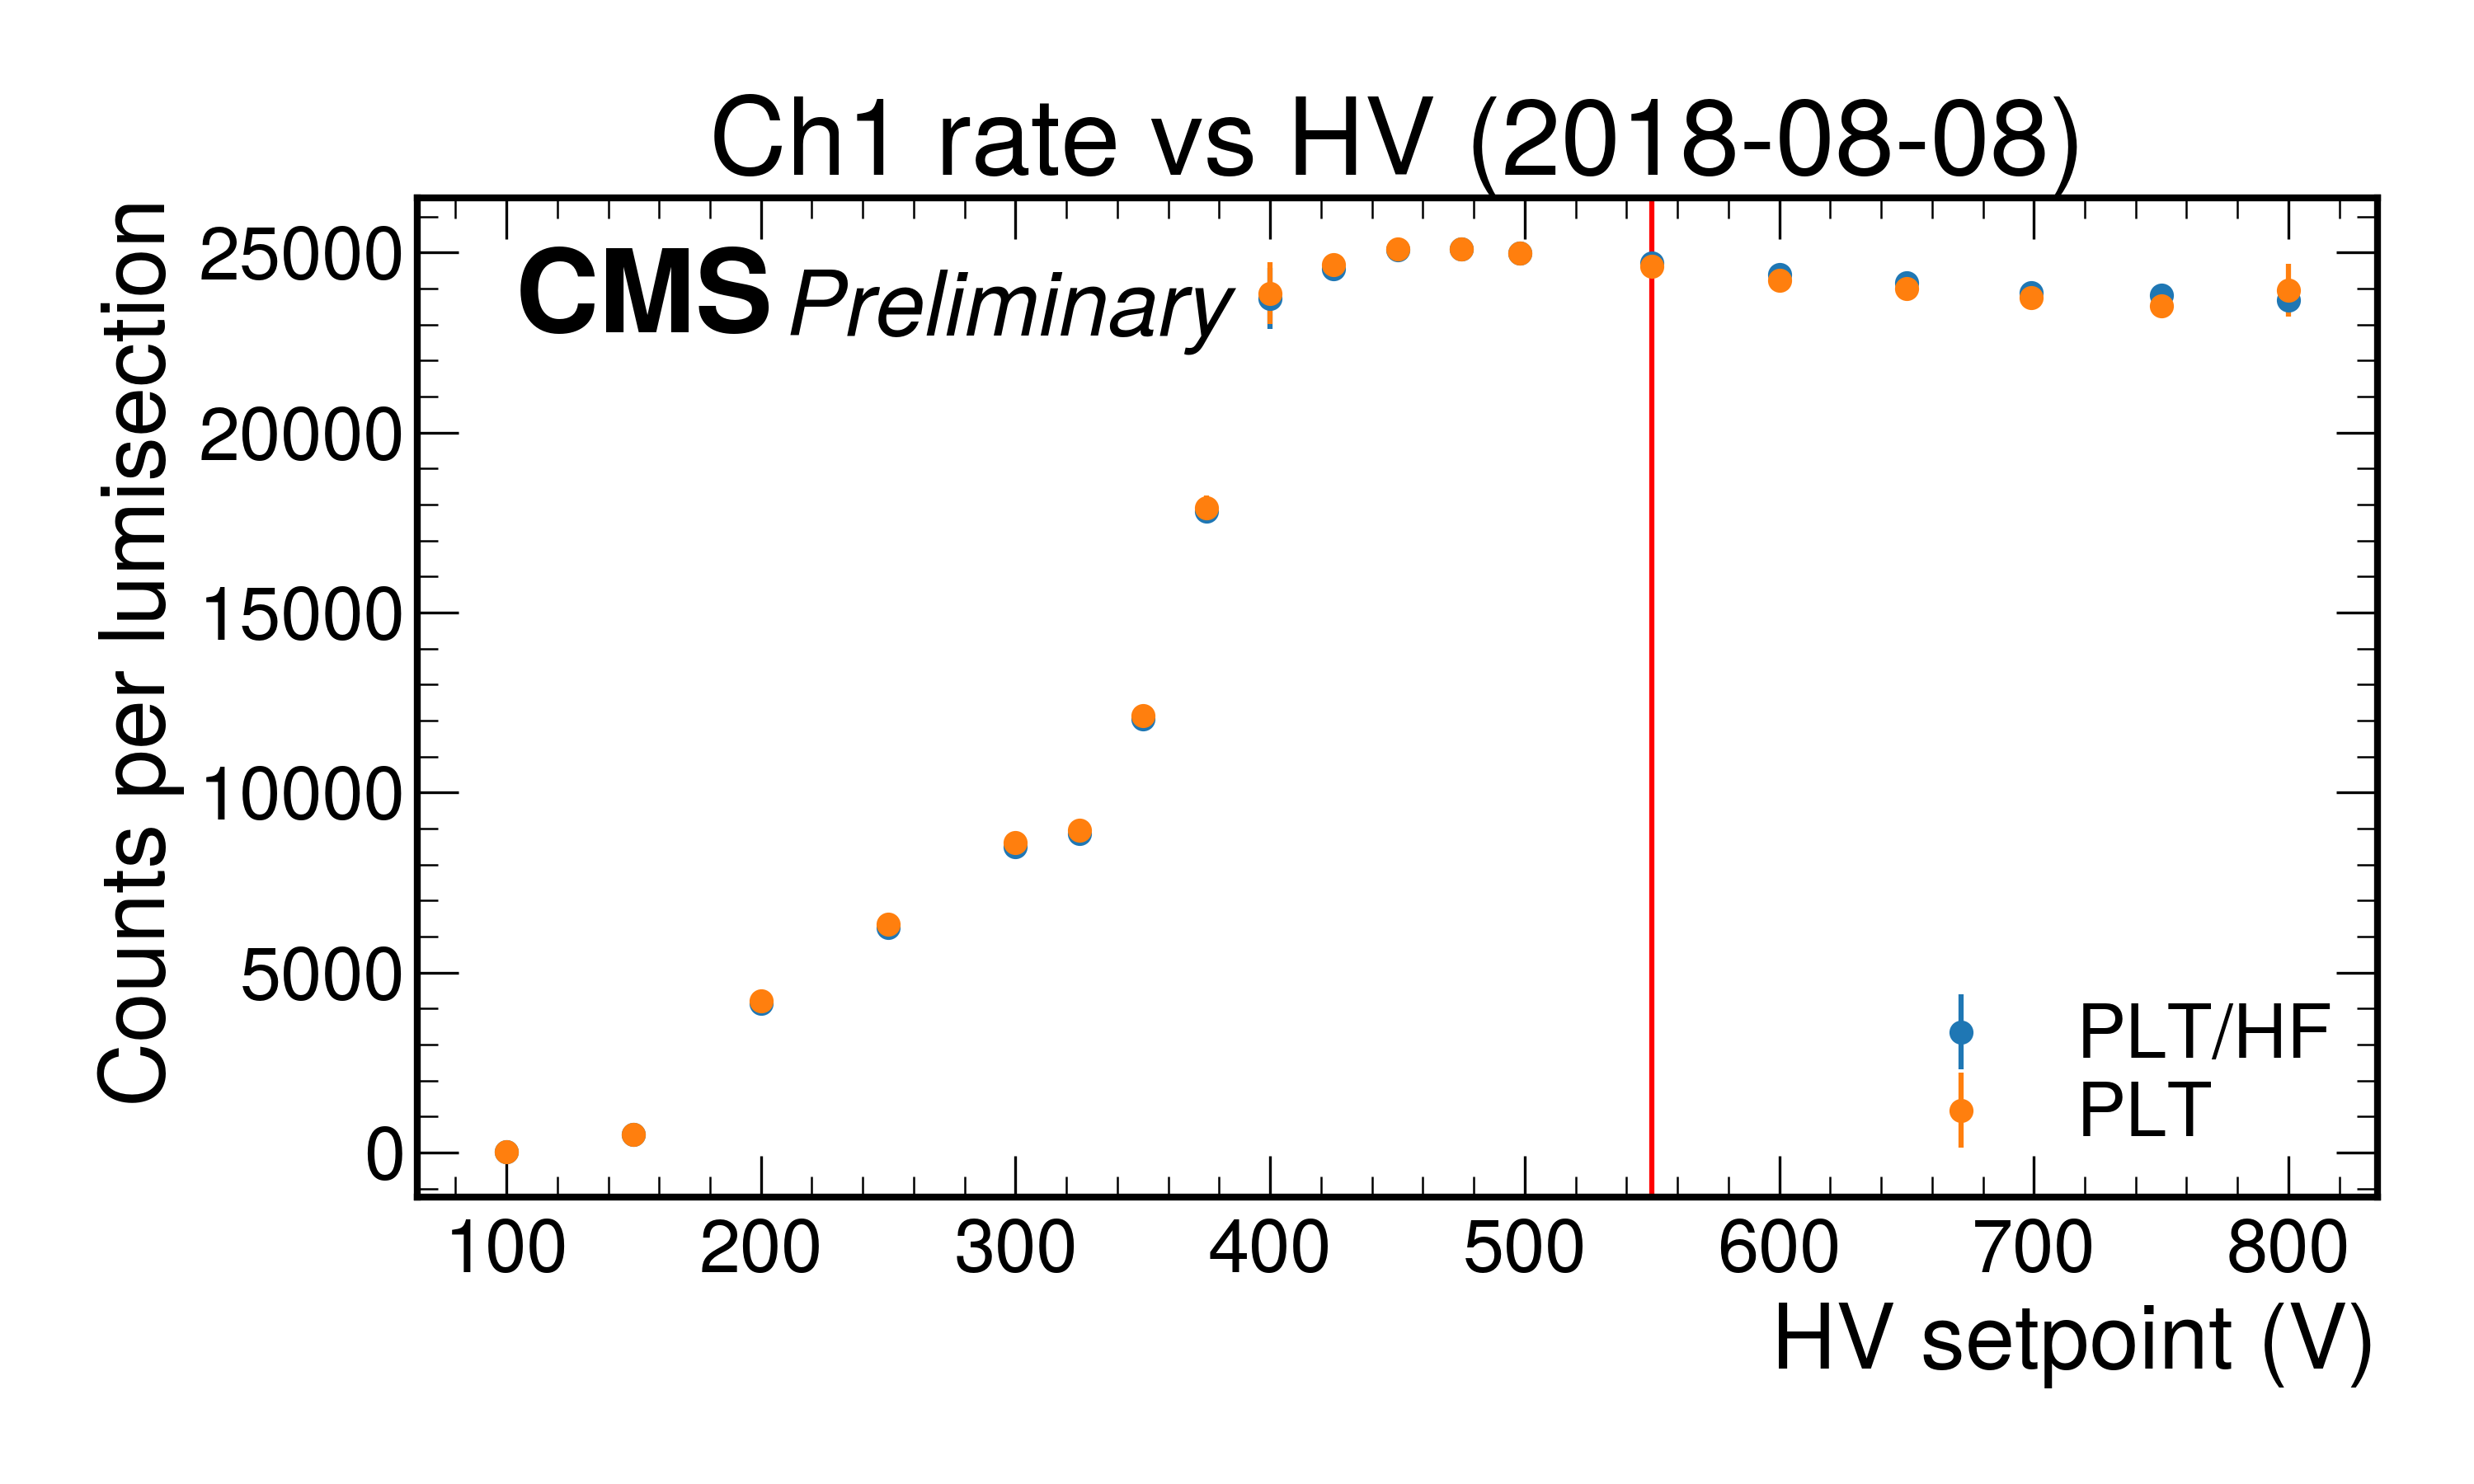 Ch1 rate vs HV (2018-08-08)
CMS Preliminary
Counts per lumisection
25000
20000
15000
10000
5000
0
PLT/HF
PLT
100 200 300 400 500 600 700 800
HV setpoint (V)